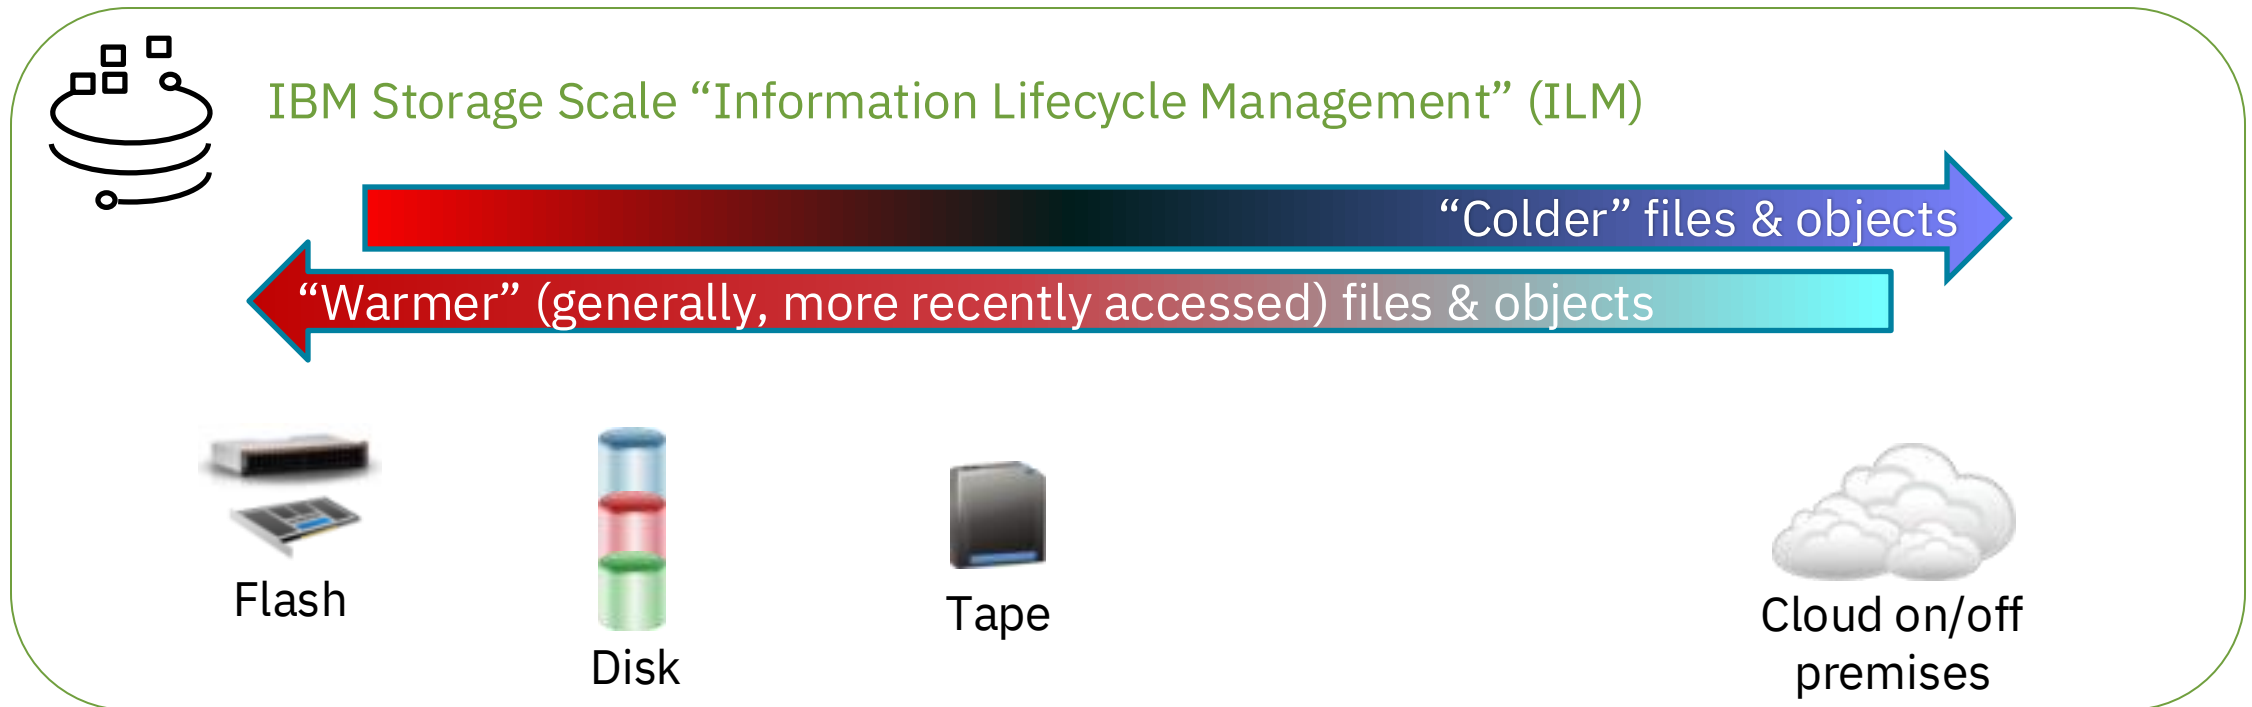 IBM Storage Scale “Information Lifecycle Management” (ILM)
“Colder” files & objects
“Warmer” (generally, more recently accessed) files & objects
Flash
Disk
Tape
Cloud on/off
premises